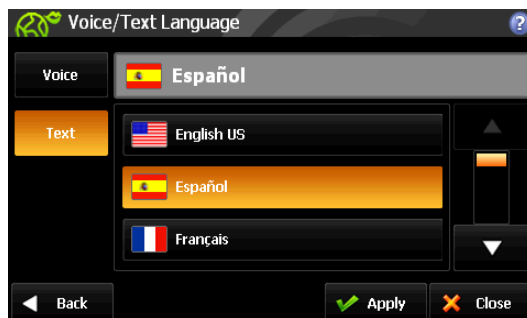 Voice/Text Language
?
Voice
Español
Text
English US
Español
Français
Back
Apply
Close